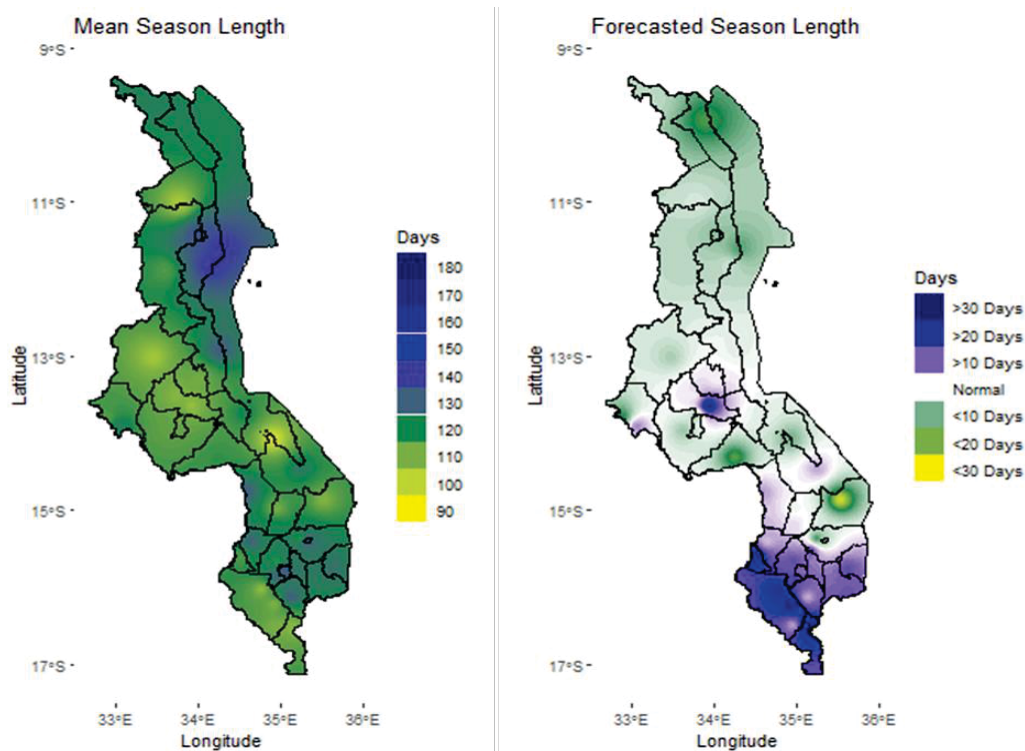 Mean Season Length
9°S
11°S
13°S
15°S
17°S
Latitude
33°E 34°E 35°E 36°E
Longitude
Days
180
170
160
150
140
130
120
110
100
90
Forecasted Season Length
9°S
11°S
13°S
15°S
17°S
Latitude
33°E 34°E 35°E 36°E
Longitude
Days
>30 Days
>20 Days
>10 Days
Normal
<10 Days
<20 Days
<30 Days